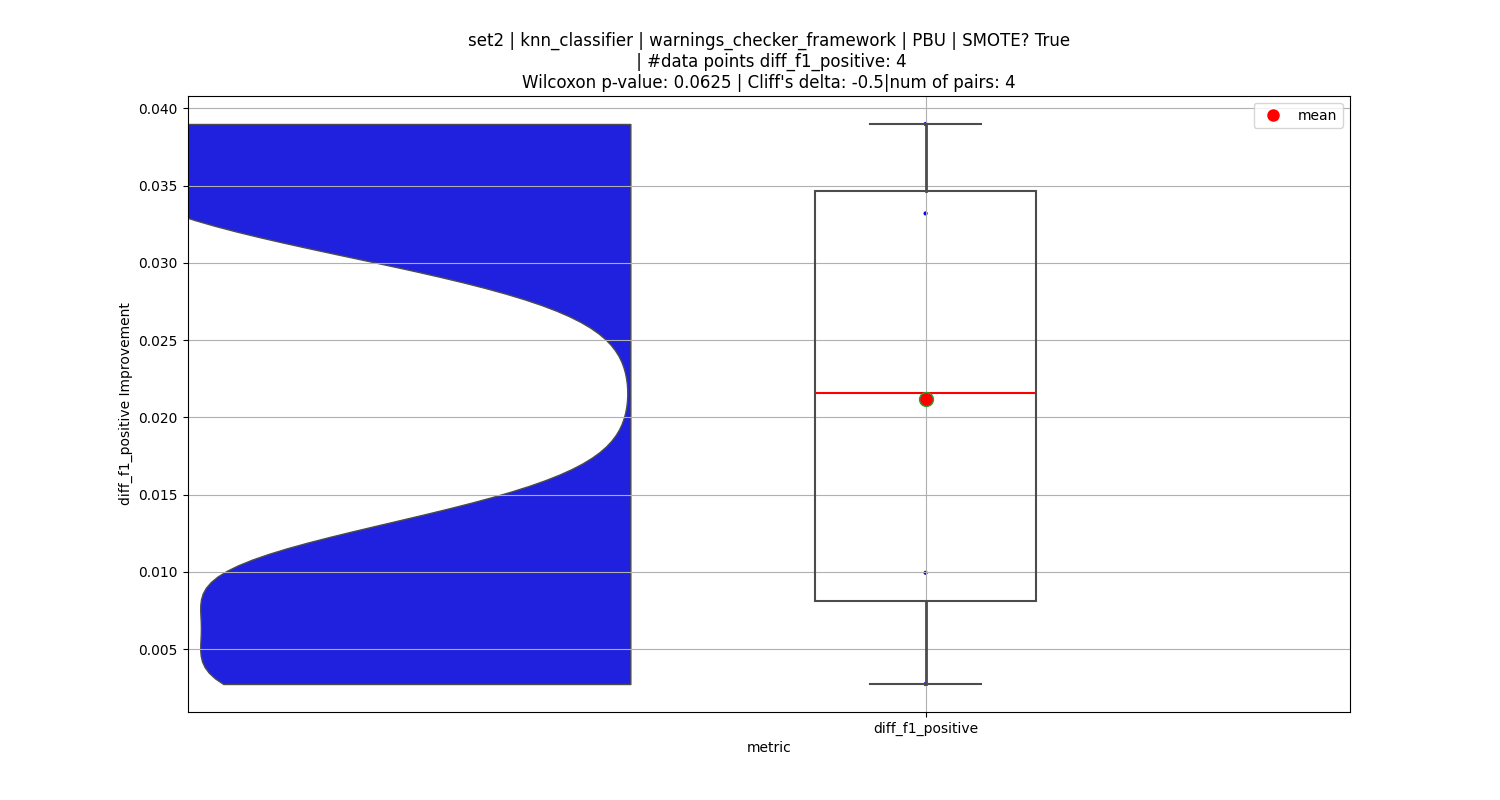 set2 | knn_classifier | warnings_checker_framework | PBU | SMOTE? True
| #data points diff_f1_positive: 4
Wilcoxon p-value: 0.0625 | Cliff's delta: -0.5|num of pairs: 4
mean
diff_f1_positive Improvement
0.040
0.035
0.030
0.025
0.020
0.015
0.010
0.005
diff_f1_positive
metric